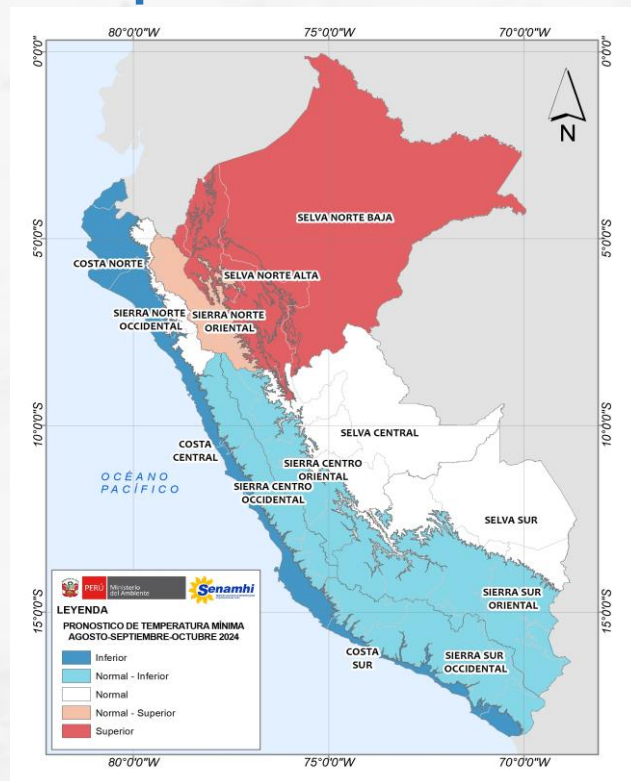 80°0'0"W
75°0'0"W
70°0'0"W
0°0'0"
0°0'0"
N
SELVA NORTE BAJA
5°0'0"S
5°0'0"S
COSTA NORTE
SELVA NORTE ALTA
SIERRA NORTE
OCCIDENTAL
SIERRA NORTE
ORIENTAL
10°0'0"S
10°0'0"S
SELVA CENTRAL
COSTA
CENTRAL
SIERRA CENTRO
ORIENTAL
OCÉANO
PACÍFICO
SIERRA CENTRO
OCCIDENTAL
SELVA SUR
SIERRA SUR
ORIENTAL
15°0'0"S
15°0'0"S
COSTA
SUR
SIERRA SUR
OCCIDENTAL
PERÚ
Ministerio
del Ambiente
Senamhi
LEYENDA
PRONOSTICO DE TEMPERATURA MÍNIMA
AGOSTO-SEPTIEMBRE-OCTUBRE 2024
Inferior
Normal - Inferior
Normal
Normal - Superior
Superior
80°0'0"W
75°0'0"W
70°0'0"W